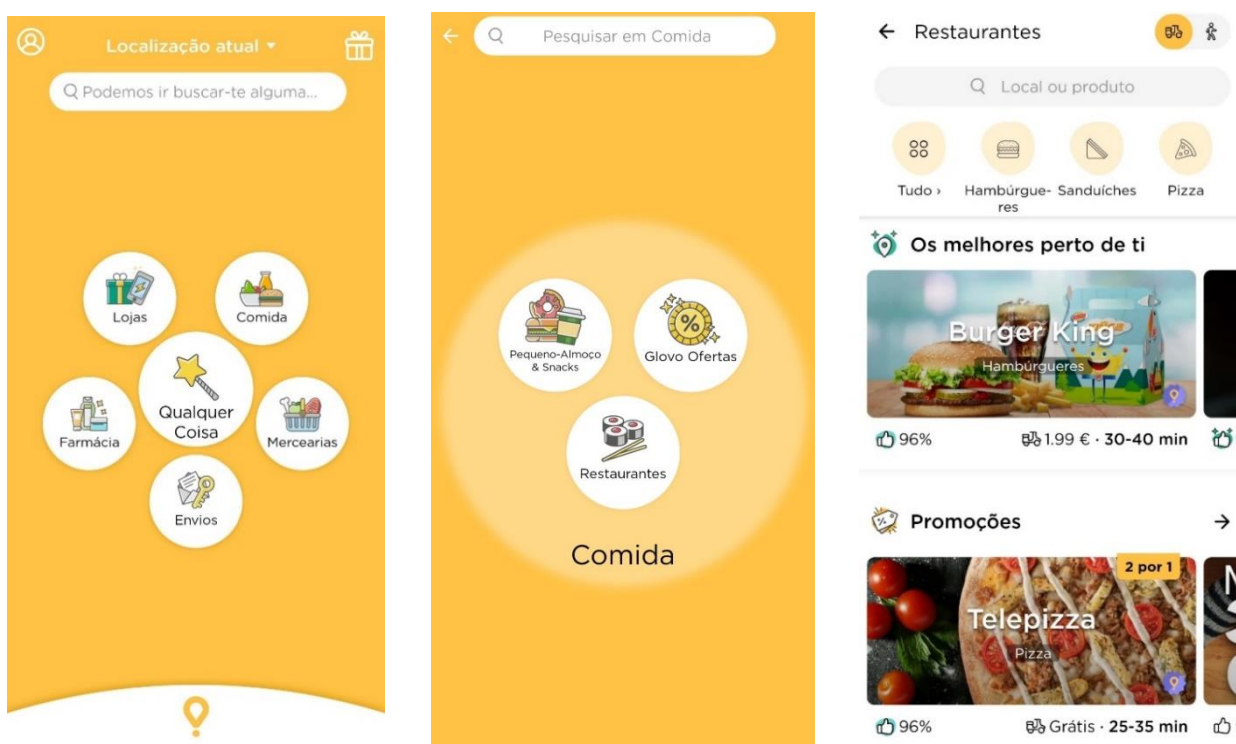 Localização atual
Podemos ir buscar-te alguma...
Lojas
Comida
Qualquer
Coisa
Farmácia
Mercearias
Envios
Pesquisar em Comida
Pequeno-Almoço
& Snacks
Glovo Ofertas
%
Restaurantes
Comida
Restaurantes
Local ou produto
Tudo ›
Hambúrgue-
res
Sanduíches
Pizza
Os melhores perto de ti
Burger King
Hambúrgueres
96%
1.99 € · 30-40 min
Promoções
2 por 1
Telepizza
Pizza
96%
Grátis · 25-35 min